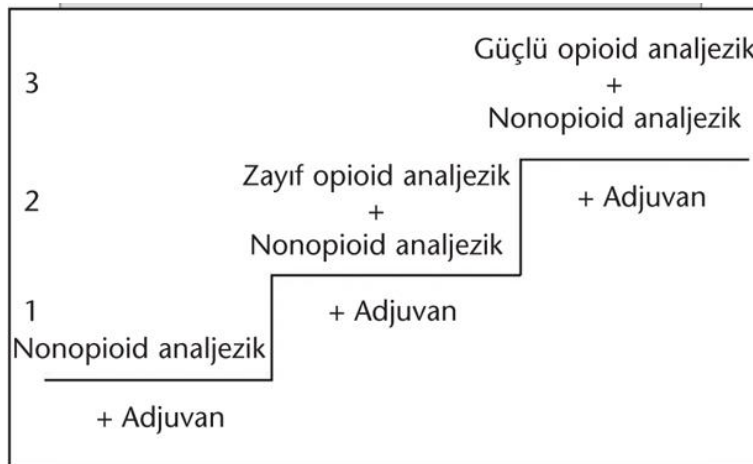 3
Güçlü opioid analjezik
+
Nonopioid analjezik
2
Zayıf opioid analjezik
+
Nonopioid analjezik
+ Adjuvan
1
Nonopioid analjezik
+ Adjuvan
+ Adjuvan